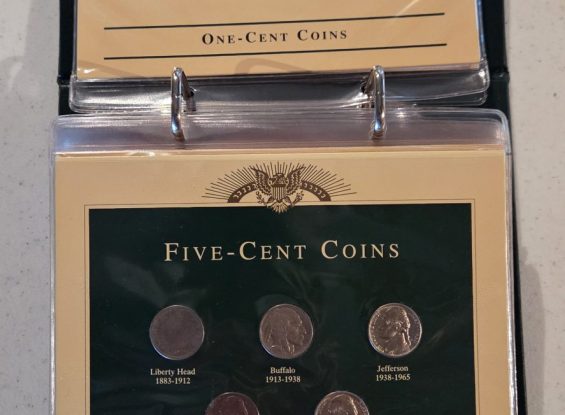 ONE-CENT COINS
FIVE-CENT COINS
Liberty Head
1883-1912
Buffalo
1913-1938
Jefferson
1938-1965